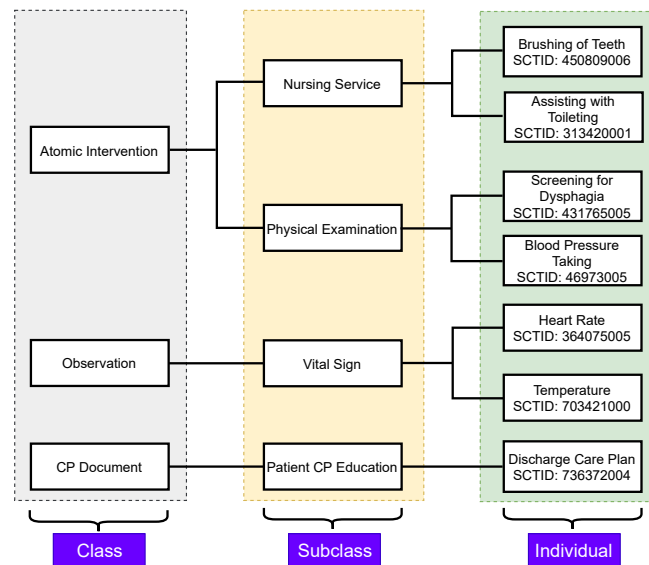 Atomic Intervention
Observation
CP Document
Class
Nursing Service
Physical Examination
Vital Sign
Patient CP Education
Subclass
Brushing of Teeth
SCTID: 450809006
Assisting with
Toileting
SCTID: 313420001
Screening for
Dysphagia
SCTID: 431765005
Blood Pressure
Taking
SCTID: 46973005
Heart Rate
SCTID: 364075005
Temperature
SCTID: 703421000
Discharge Care Plan
SCTID: 736372004
Individual